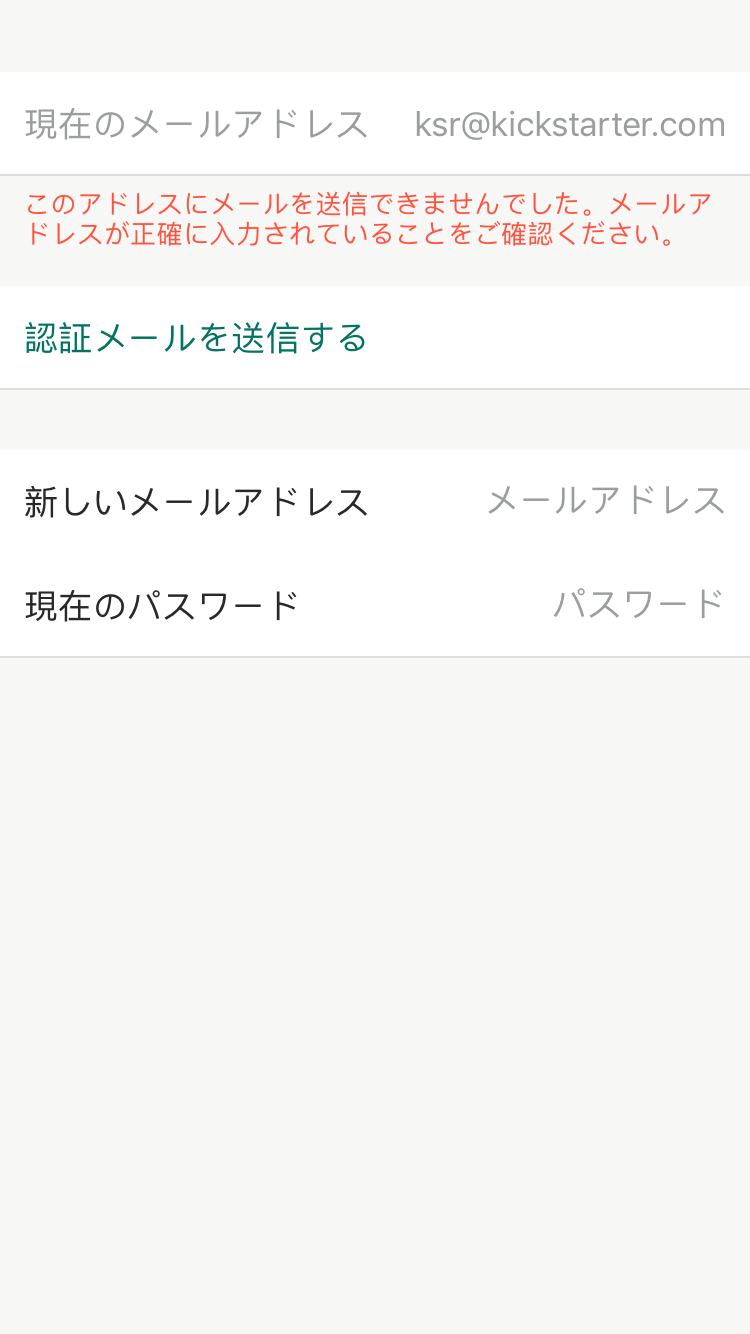 現在のメールアドレス ksr@kickstarter.com
このアドレスにメールを送信できませんでした。メールア
ドレスが正確に入力されていることをご確認ください。
認証メールを送信する
新しいメールアドレス メールアドレス
現在のパスワード パスワード